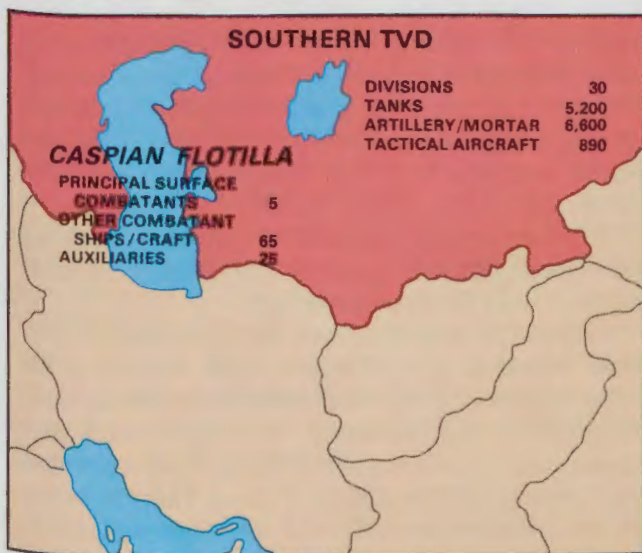 SOUTHERN TVD
DIVISIONS 30
TANKS 5,200
ARTILLERY/MORTAR 6,600
TACTICAL AIRCRAFT 890
CASPIAN FLOTILLA
PRINCIPAL SURFACE
COMBATANTS 5
OTHER COMBATANT
SHIPS/CRAFT 65
AUXILIARIES 25